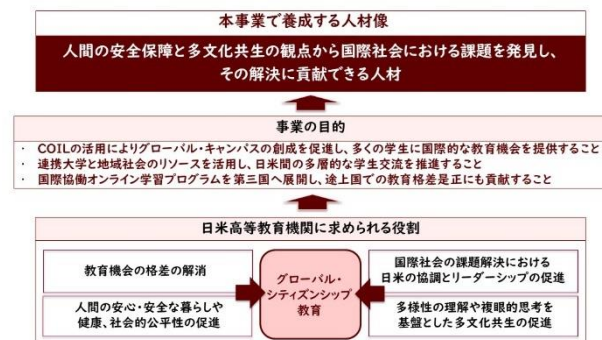 本事業で養成する人材像
人間の安全保障と多文化共生の観点から国際社会における課題を発見し、
その解決に貢献できる人材
事業の目的
・ COILの活用によりグローバル・キャンパスの創成を促進し、多くの学生に国際的な教育機会を提供すること
・ 連携大学と地域社会のリソースを活用し、日米間の多層的な学生交流を推進すること
・ 国際協働オンライン学習プログラムを第三国へ展開し、途上国での教育格差是正にも貢献すること
日米高等教育機関に求められる役割
教育機会の格差の解消
人間の安心・安全な暮らしや
健康、社会的公平性の促進
グローバル・
シティズンシップ
教育
国際社会の課題解決における
日米の協調とリーダーシップの促進
多様性の理解や複眼的思考を
基盤とした多文化共生の促進